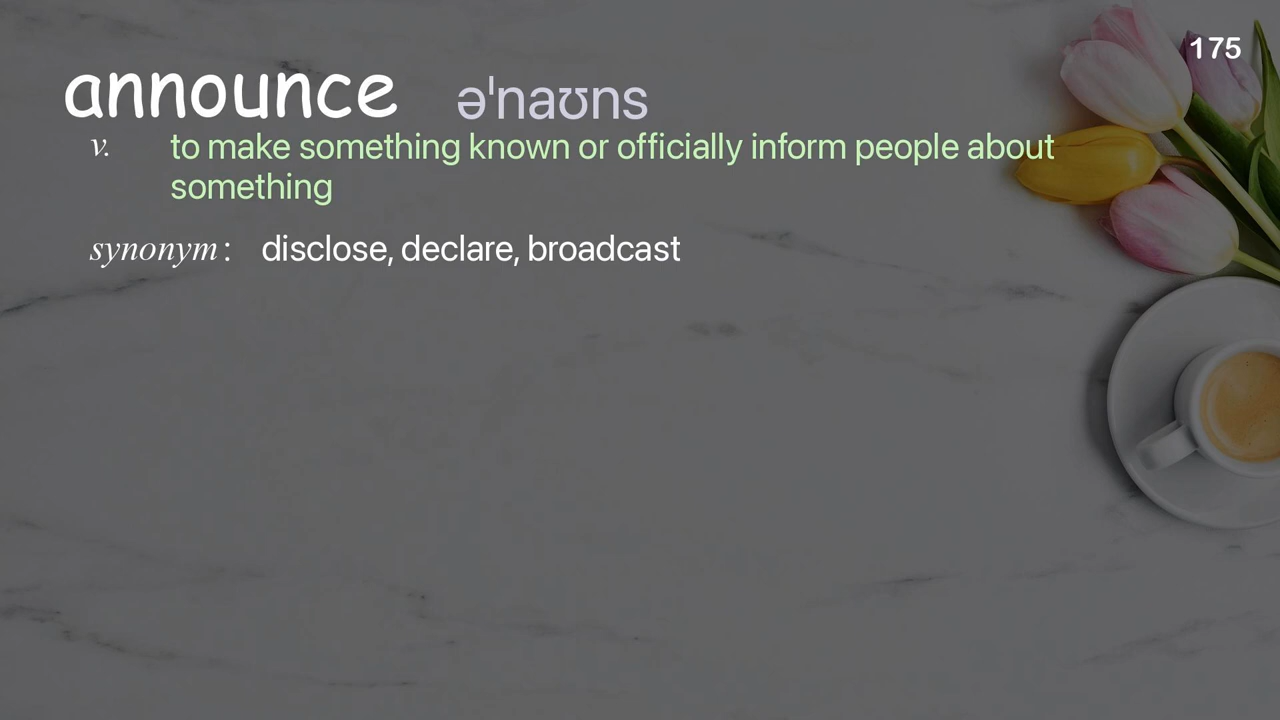 175
announce əˈnaʊns
v. to make something known or officially inform people about
something
synonym : disclose, declare, broadcast